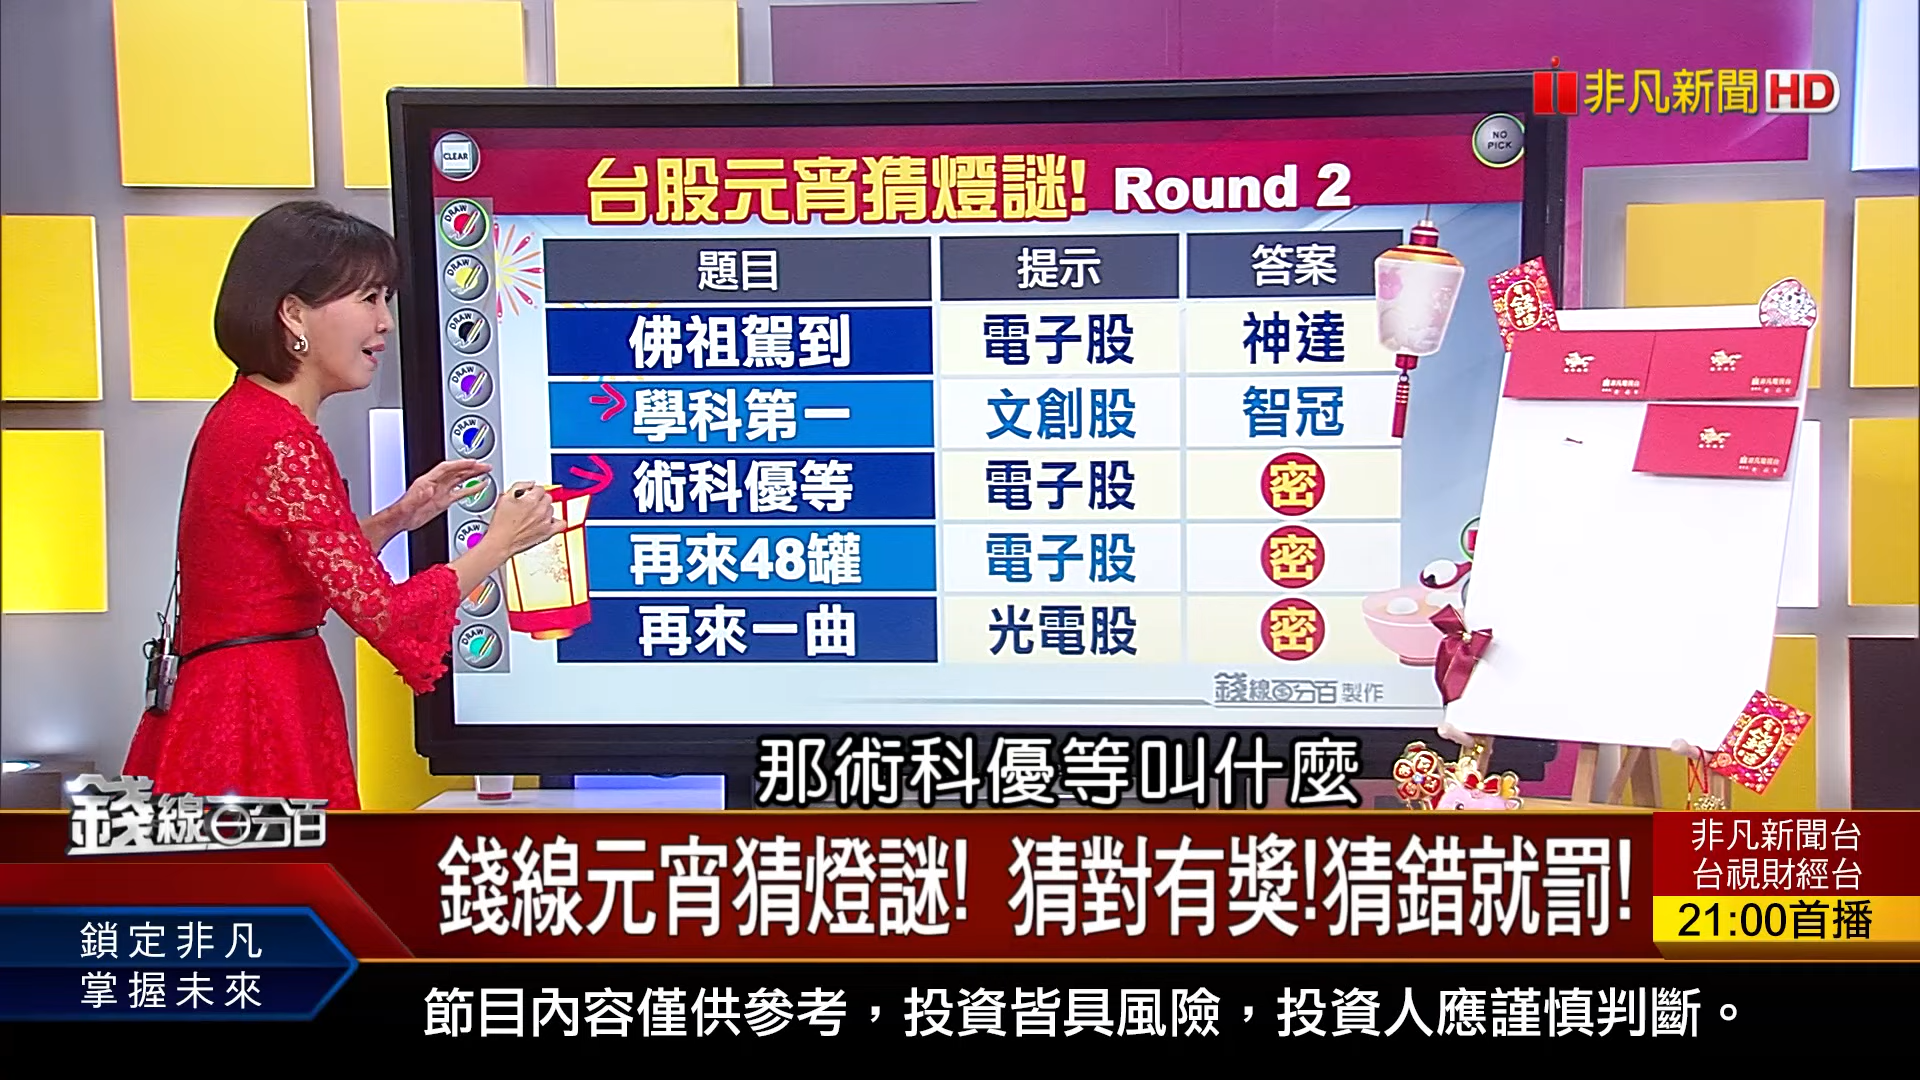 非凡新聞HD
CLEAR
NO PICK
台股元宵猜燈謎! Round 2
題目 提示 答案
佛祖駕到 電子股 神達
學科第一 文創股 智冠
術科優等 電子股 密
再來48罐 電子股 密
再來一曲 光電股 密
DRAW
DRAW
DRAW
DRAW
DRAW
DRAW
DRAW
錢線百分百 製作
那術科優等叫什麼
錢線百分百
錢線元宵猜燈謎! 猜對有獎!猜錯就罰!
非凡新聞台
台視財經台
21:00首播
鎖定非凡
掌握未來
節目內容僅供參考，投資皆具風險，投資人應謹慎判斷。